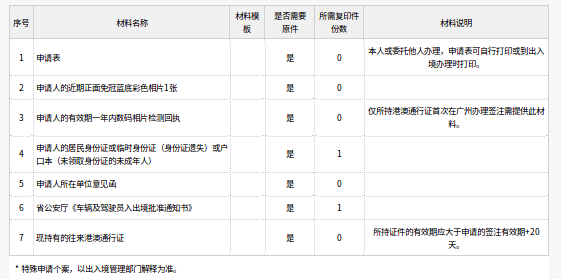 序号 材料名称 材料模板 是否需要原件 所需复印件份数 材料说明
1 申请表 是 0 本人或委托他人办理，申请表可自行打印或到出入境办理时打印。
2 申请人的近期正面免冠蓝底彩色相片1张 是 0
3 申请人的有效期一年内数码相片检测回执 是 0 仅所持港澳通行证首次在广州办理签注需提供此材料。
4 申请人的居民身份证或临时身份证（身份证遗失）或户口本（未领取身份证的未成年人） 是 1
5 申请人所在单位意见函 是 0
6 省公安厅《车辆及驾驶员入出境批准通知书》 是 1
7 现持有的往来港澳通行证 是 0 所持证件的有效期应大于申请的签注有效期+20天。
* 特殊申请个案，以出入境管理部门解释为准。